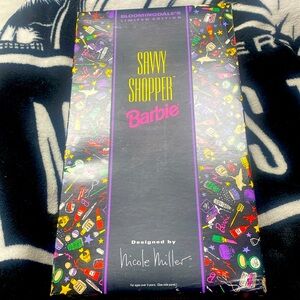 BLOOMINGDALE'S
LIMITED EDITION
SAVVY
SHOPPER
Barbie
Designed by
Nicole Miller